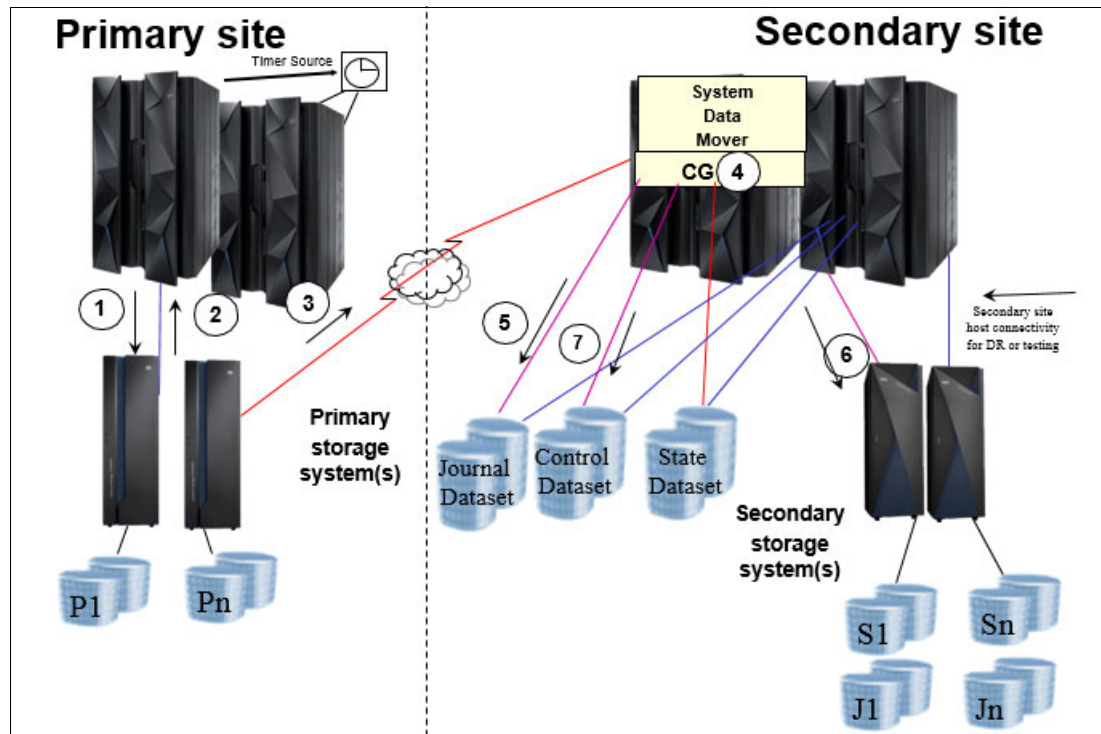 Primary site
Secondary site
Timer Source
System
Data
Mover
CG 4
1
2
3
5
7
6
Secondary site
host connectivity
for DR or testing
Primary
storage
system(s)
Journal
Dataset
Control
Dataset
State
Dataset
Secondary
storage
system(s)
P1
Pn
S1
Sn
J1
Jn